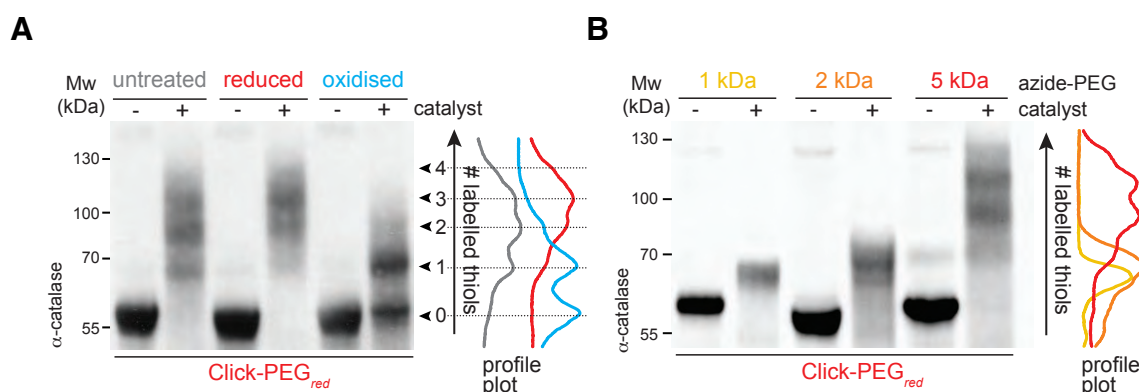 A
Mw
(kDa)
untreated reduced oxidised
- + - + - + catalyst
130
100
70
55
α-catalase
4
3
2
1
0
# labelled thiols
profile
plot
Click-PEGred
B
Mw
(kDa)
1 kDa 2 kDa 5 kDa azide-PEG
- + - + - + catalyst
130
100
70
55
α-catalase
# labelled thiols
profile
plot
Click-PEGred